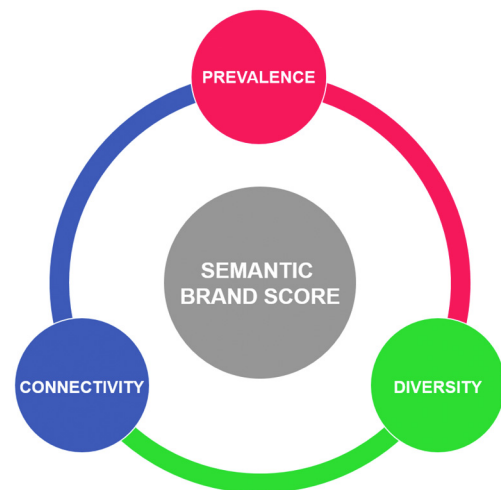 PREVALENCE
SEMANTIC
BRAND SCORE
CONNECTIVITY
DIVERSITY